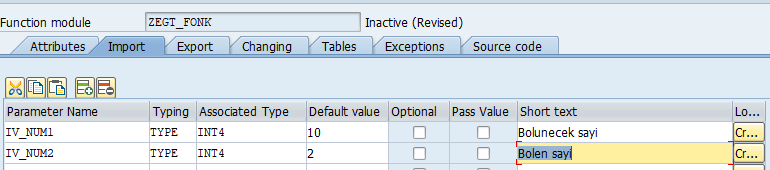 Function module ZEGT_FONK Inactive (Revised)
Attributes Import Export Changing Tables Exceptions Source code
Parameter Name Typing Associated Type Default value Optional Pass Value Short text Lo...
IV_NUM1 TYPE INT4 10 Bolunecek sayi Cr...
IV_NUM2 TYPE INT4 2 Bolen sayi Cr...